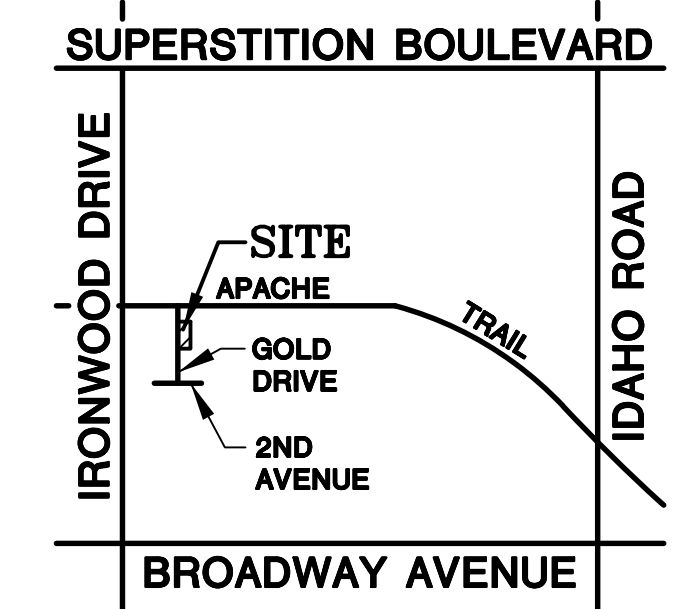 SUPERSTITION BOULEVARD
IRONWOOD DRIVE
IDAHO ROAD
SITE
APACHE
TRAIL
GOLD
DRIVE
2ND
AVENUE
BROADWAY AVENUE